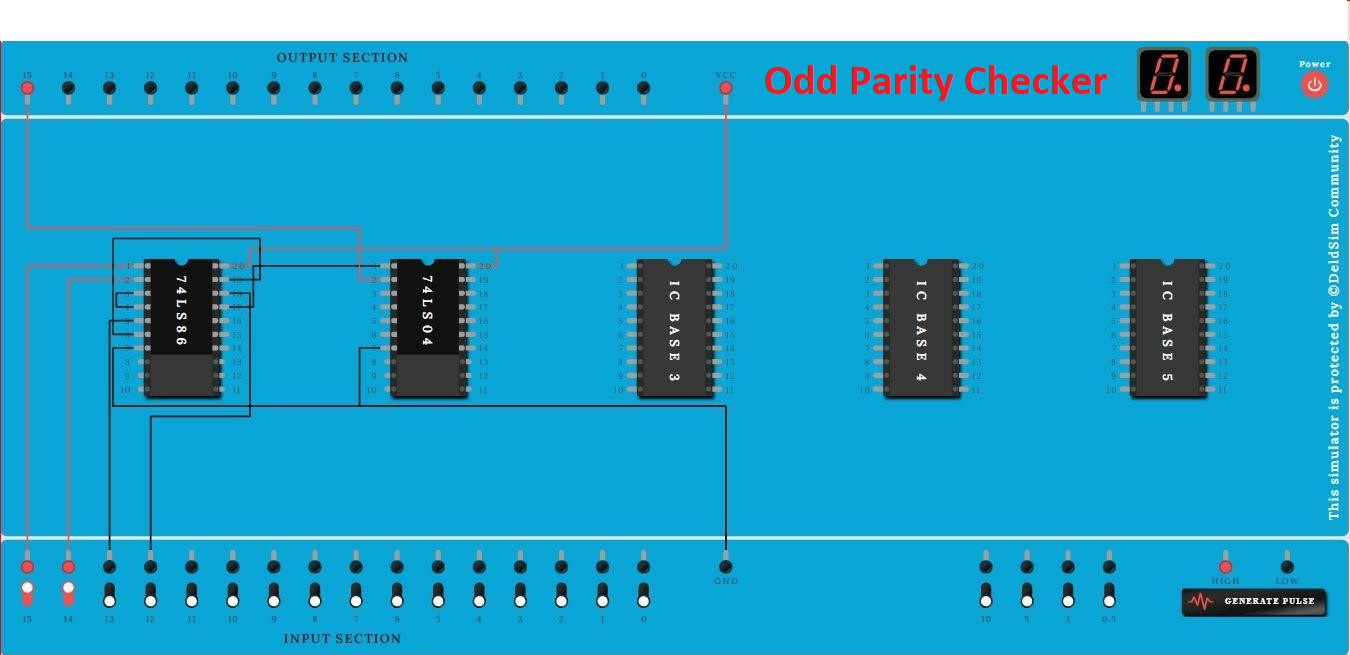 OUTPUT SECTION
15 14 13 12 11 10 9 8 7 6 5 4 3 2 1 0 VCC
Odd Parity Checker
Power
74LS86
1 2 3 4 5 6 7 8 9 10
20 19 18 17 16 15 14 13 12 11
74LS04
1 2 3 4 5 6 7 8 9 10
20 19 18 17 16 15 14 13 12 11
IC BASE 3
1 2 3 4 5 6 7 8 9 10
20 19 18 17 16 15 14 13 12 11
IC BASE 4
1 2 3 4 5 6 7 8 9 10
20 19 18 17 16 15 14 13 12 11
IC BASE 5
1 2 3 4 5 6 7 8 9 10
20 19 18 17 16 15 14 13 12 11
This simulator is protected by ©DeldSim Community
GND
HIGH LOW
GENERATE PULSE
15 14 13 12 11 10 9 8 7 6 5 4 3 2 1 0
10 5 1 0.5
INPUT SECTION